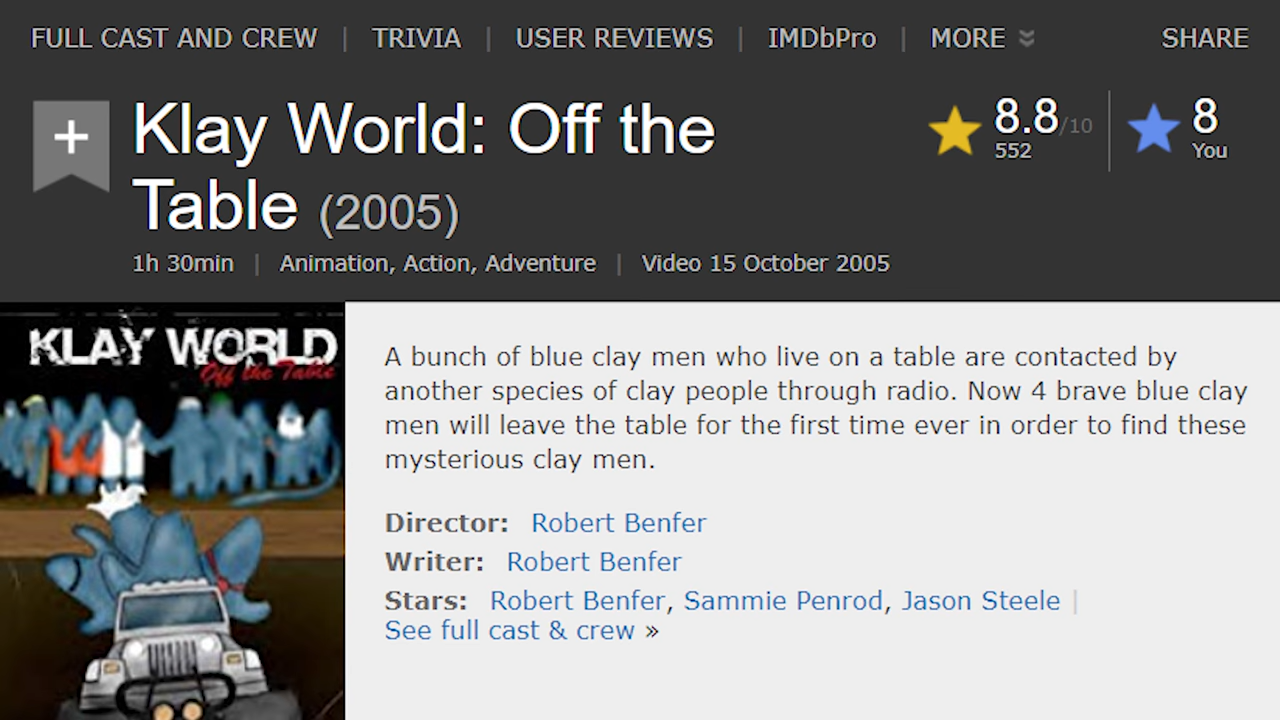 FULL CAST AND CREW | TRIVIA | USER REVIEWS | IMDbPro | MORE SHARE
+ Klay World: Off the
Table (2005)
8.8/10
552
8
You
1h 30min | Animation, Action, Adventure | Video 15 October 2005
KLAY WORLD
Off the Table
A bunch of blue clay men who live on a table are contacted by
another species of clay people through radio. Now 4 brave blue clay
men will leave the table for the first time ever in order to find these
mysterious clay men.
Director: Robert Benfer
Writer: Robert Benfer
Stars: Robert Benfer, Sammie Penrod, Jason Steele |
See full cast & crew »